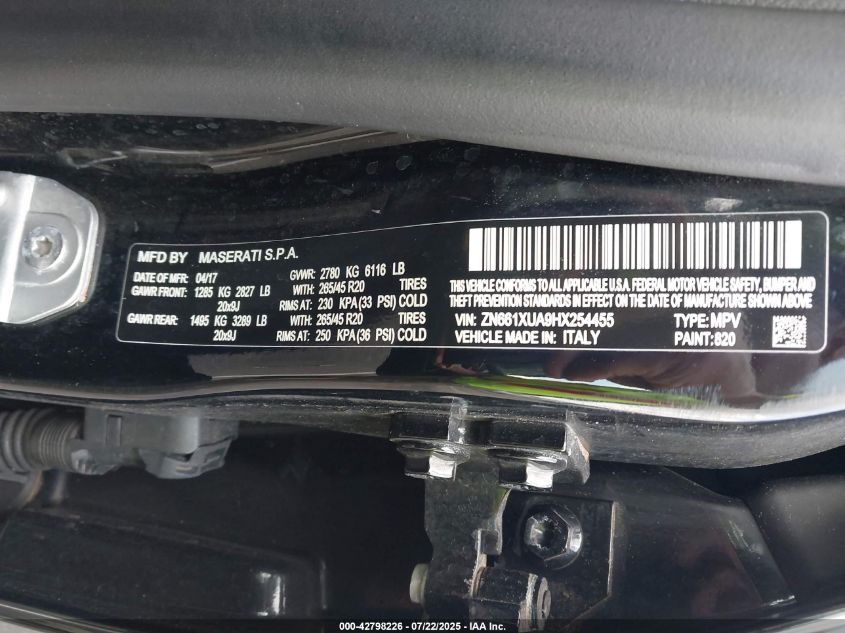 MFD BY MASERATI S.P.A.
DATE OF MFR 04/17 GVWR: 2780 KG 6116 LB
GAWR FRONT: 1285 KG 2827 LB WITH: 265/45 R20 TIRES
20x9J RIMS AT: 230 KPA(33 PSI) COLD
GAWR REAR: 1495 KG 3289 LB WITH: 265/45 R20 TIRES
20x9J RIMS AT: 250 KPA(36 PSI) COLD
THIS VEHICLE CONFORMS TO ALL APPLICABLE U.S.A. FEDERAL MOTOR VEHICLE SAFETY, BUMPER AND
THEFT PREVENTION STANDARDS IN EFFECT ON THE DATE OF MANUFACTURE SHOWN ABOVE.
VIN: ZN661XUA9HX254455 TYPE: MPV
VEHICLE MADE IN: ITALY PAINT: 820
000-42798226 - 07/22/2025 - IAA Inc.